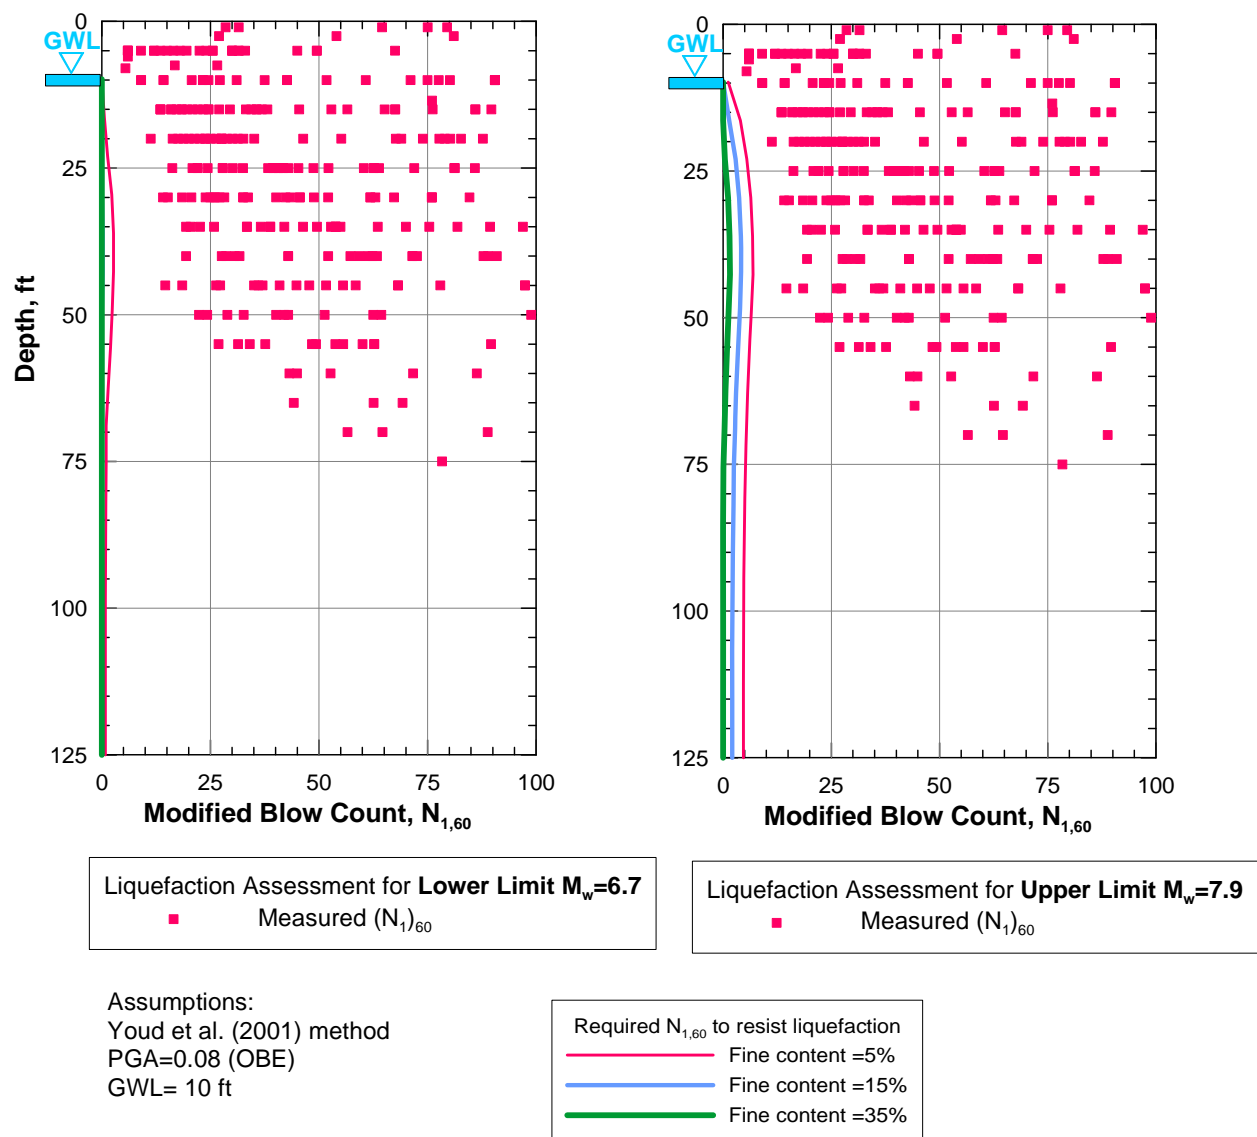 0
25
50
75
100
125
0
25
50
75
100
Depth, ft
GWL
Modified Blow Count, N1,60
0
25
50
75
100
125
0
25
50
75
100
GWL
Modified Blow Count, N1,60
Liquefaction Assessment for Lower Limit Mw=6.7
Measured (N1)60
Liquefaction Assessment for Upper Limit Mw=7.9
Measured (N1)60
Assumptions:
Youd et al. (2001) method
PGA=0.08 (OBE)
GWL= 10 ft
Required N1,60 to resist liquefaction
Fine content =5%
Fine content =15%
Fine content =35%